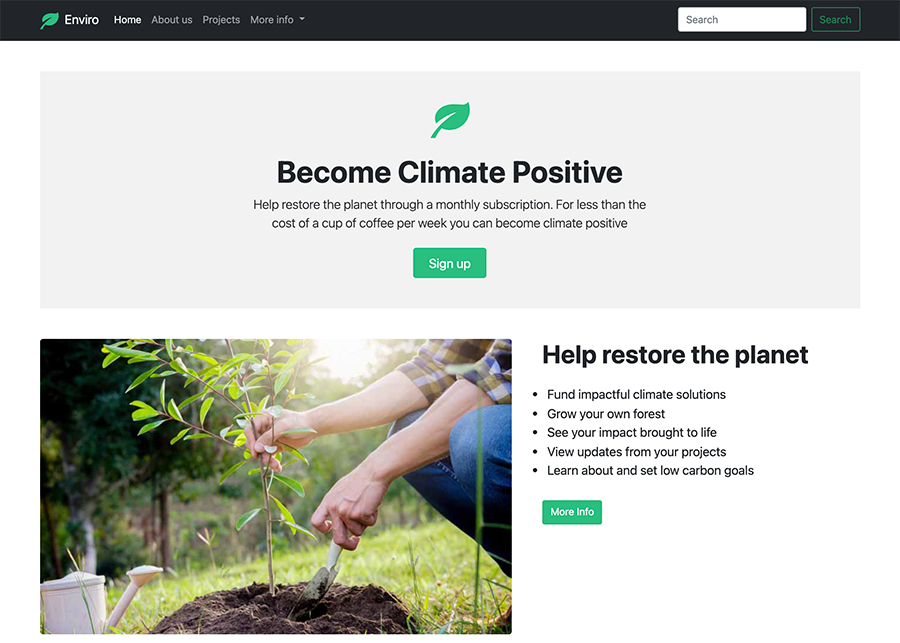 Enviro Home About us Projects More info Search Search
Become Climate Positive
Help restore the planet through a monthly subscription. For less than the
cost of a cup of coffee per week you can become climate positive
Sign up
Help restore the planet
Fund impactful climate solutions
Grow your own forest
See your impact brought to life
View updates from your projects
Learn about and set low carbon goals
More Info